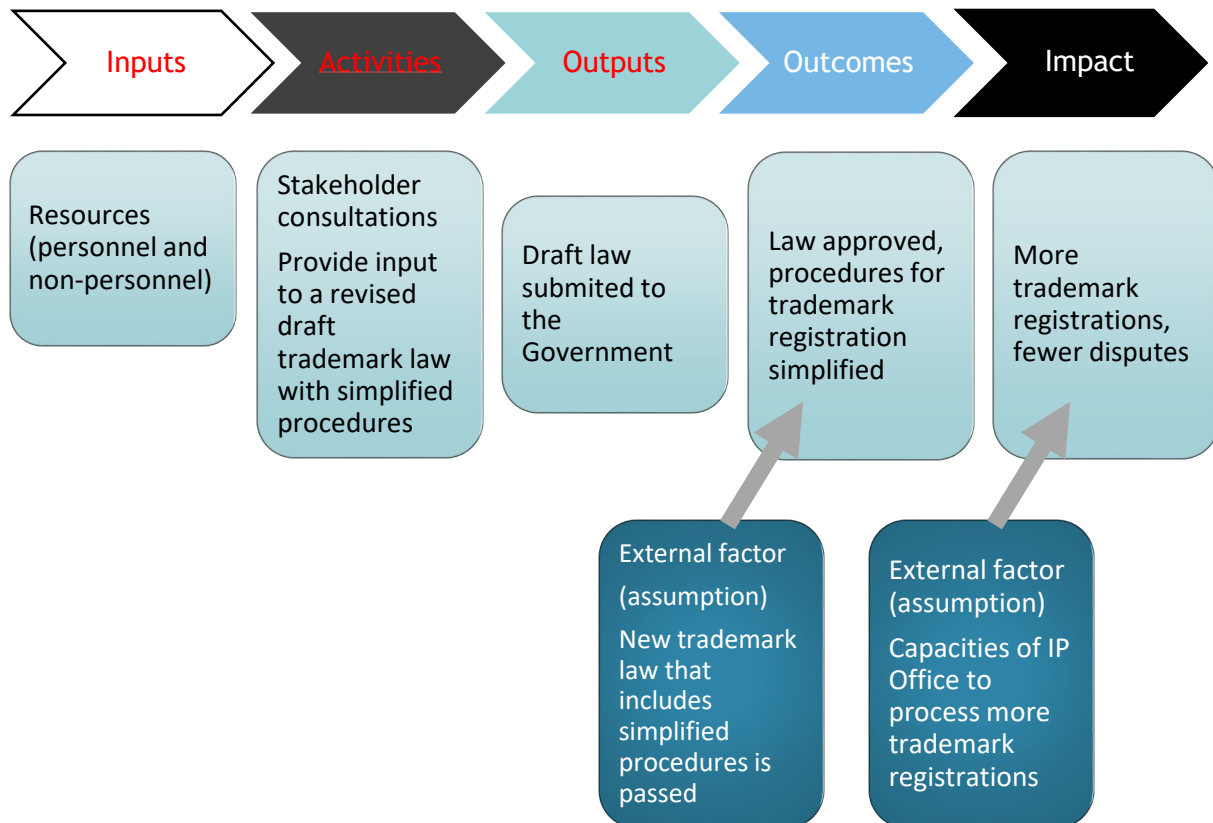 Inputs
Activities
Outputs
Outcomes
Impact
Resources
(personnel and
non-personnel)
Stakeholder
consultations
Provide input
to a revised
draft
trademark law
with simplified
procedures
Draft law
submited to
the
Government
Law approved,
procedures for
trademark
registration
simplified
More
trademark
registrations,
fewer disputes
External factor
(assumption)
New trademark
law that
includes
simplified
procedures is
passed
External factor
(assumption)
Capacities of IP
Office to
process more
trademark
registrations